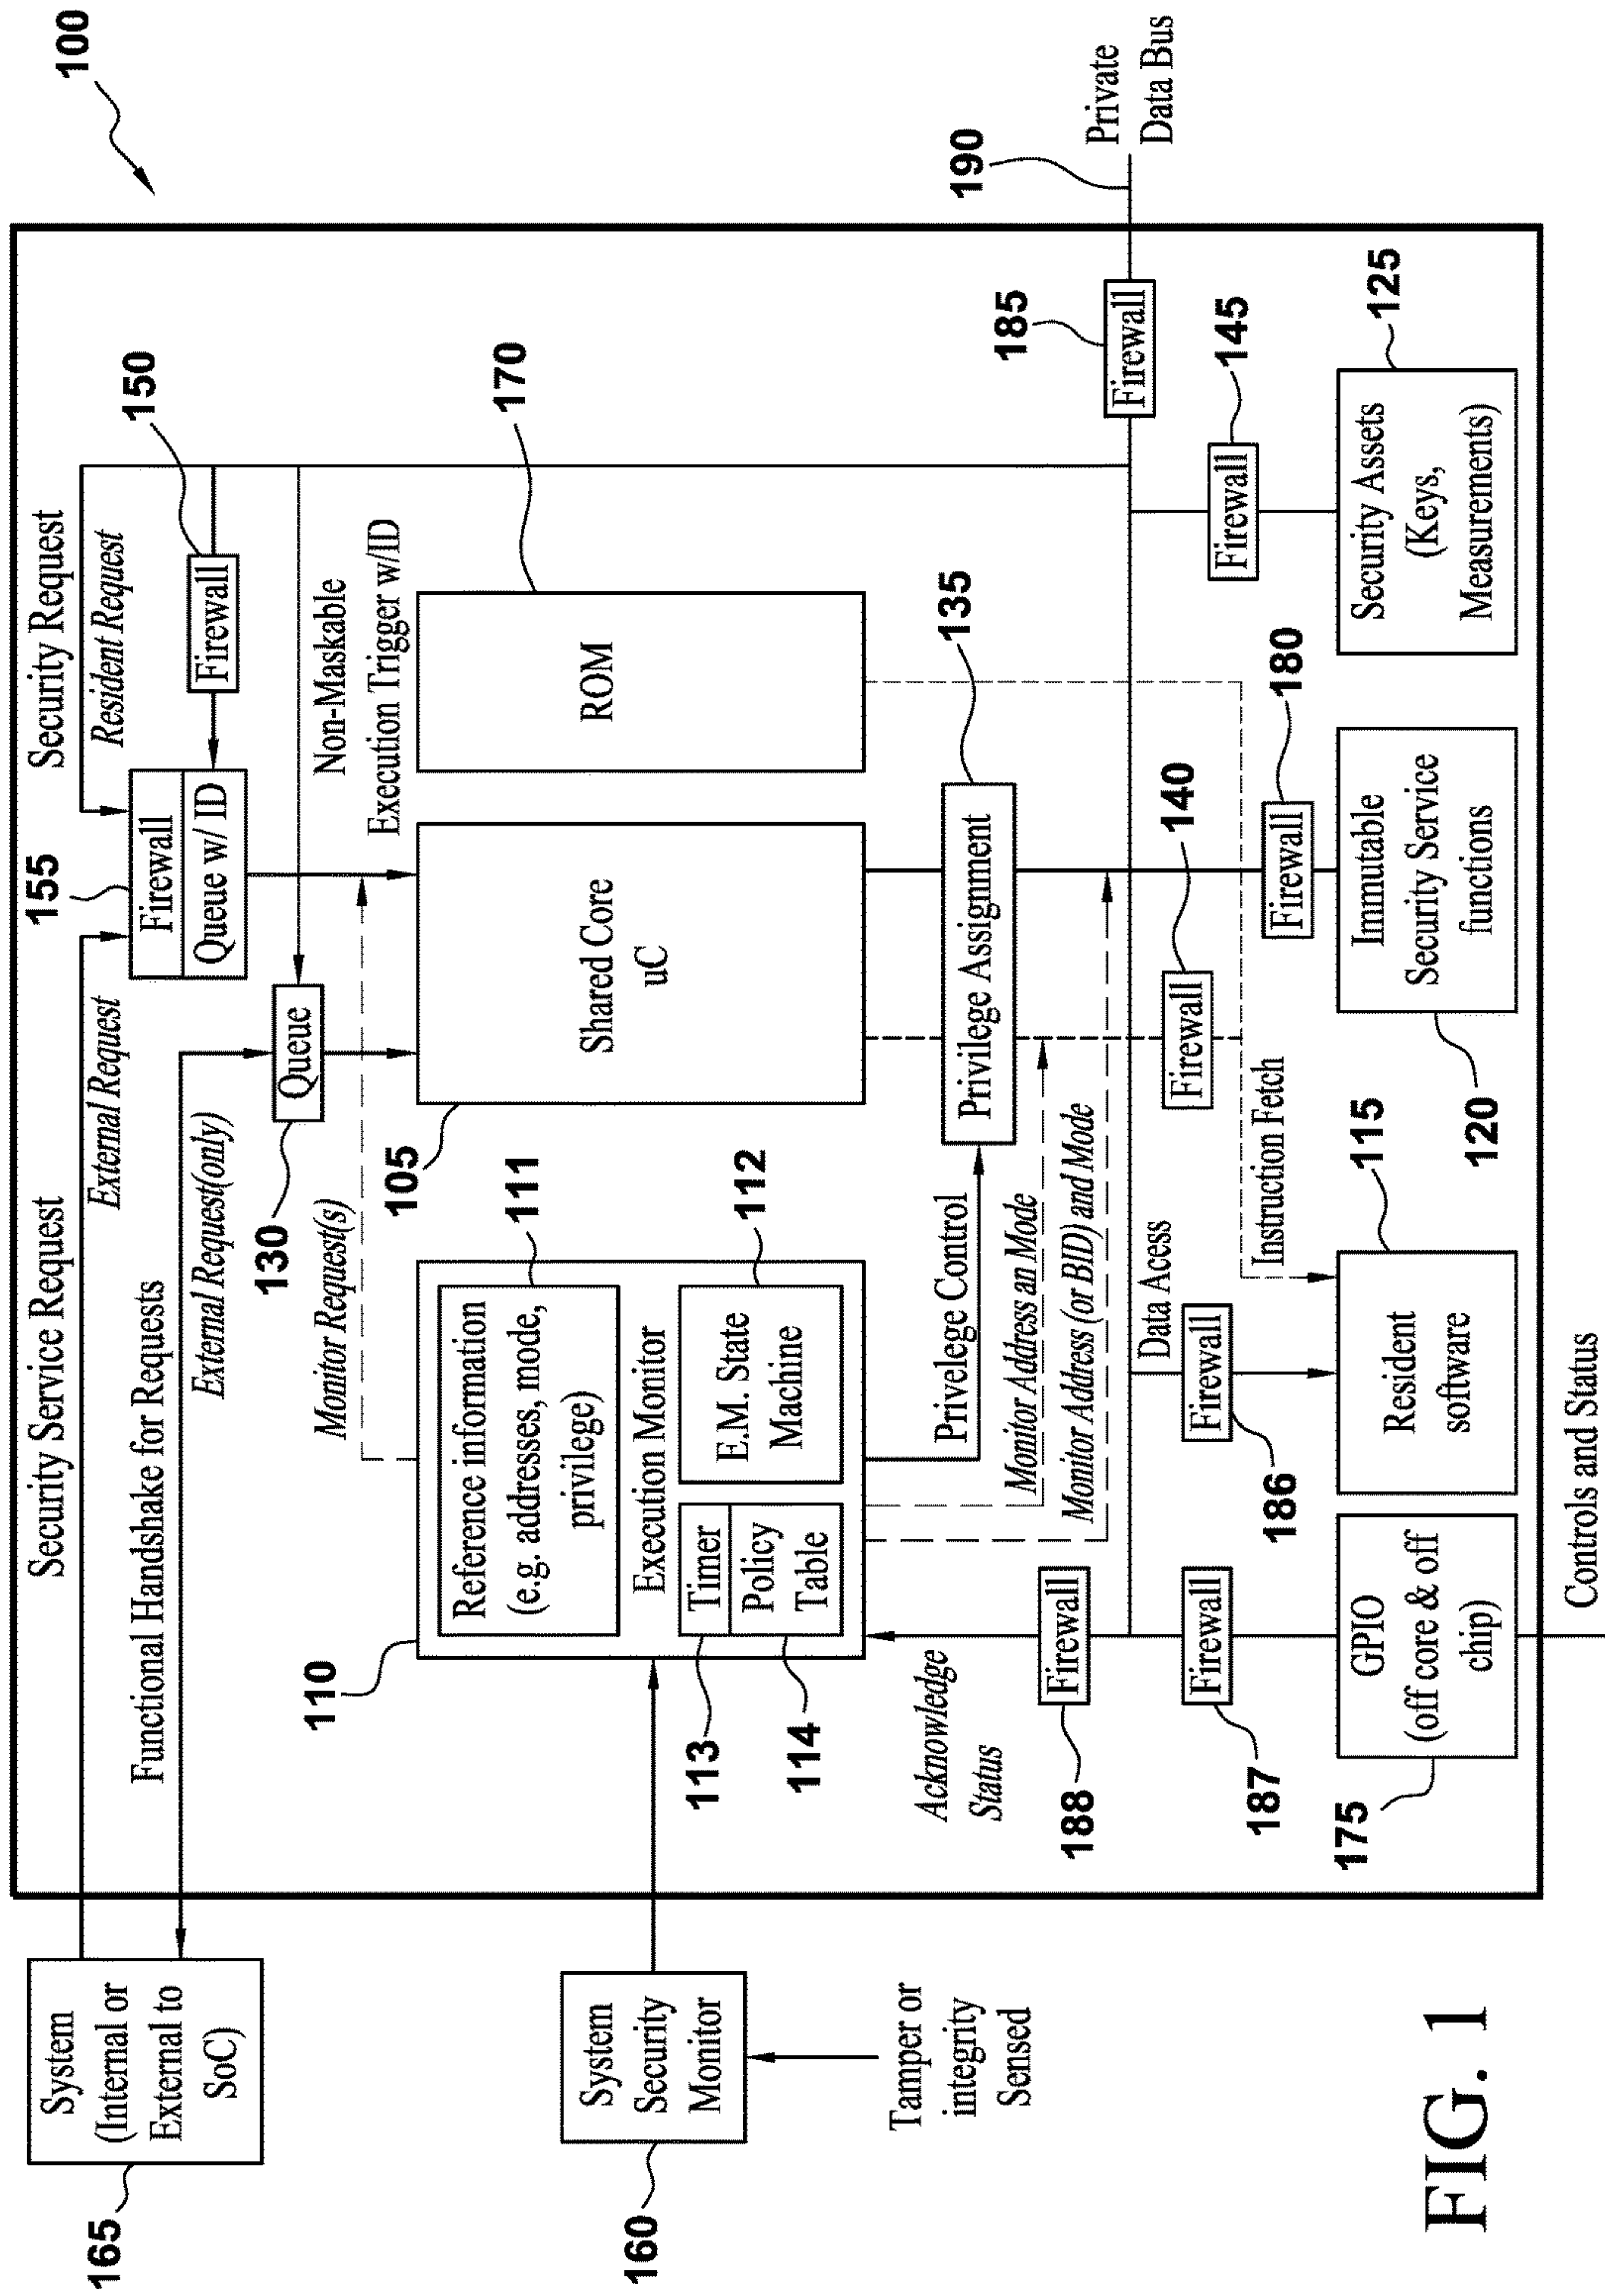 100
165
System
(Internal or
External to
SoC)
Security Service Request
External Request
Functional Handshake for Requests
External Request(only)
Security Request
Resident Request
155
Firewall
Queue w/ ID
150
Firewall
130
Queue
Non-Maskable
Execution Trigger w/ID
Monitor Request(s)
110
Reference information
(e.g. addresses, mode,
privilege)
111
Execution Monitor
Timer
Policy
Table
113
114
E.M. State
Machine
112
105
Shared Core
uC
170
ROM
160
System
Security
Monitor
Tamper or
integrity
Sensed
Privelege Control
Privilege Assignment
135
Monitor Address an Mode
Monitor Address (or BID) and Mode
Acknowledge
Status
188
Firewall
187
Firewall
Data Acess
Firewall
186
Instruction Fetch
140
Firewall
180
Firewall
145
Firewall
185
Firewall
190
Private
Data Bus
175
GPIO
(off core & off
chip)
115
Resident
software
120
Immutable
Security Service
functions
125
Security Assets
(Keys,
Measurements)
Controls and Status
FIG. 1